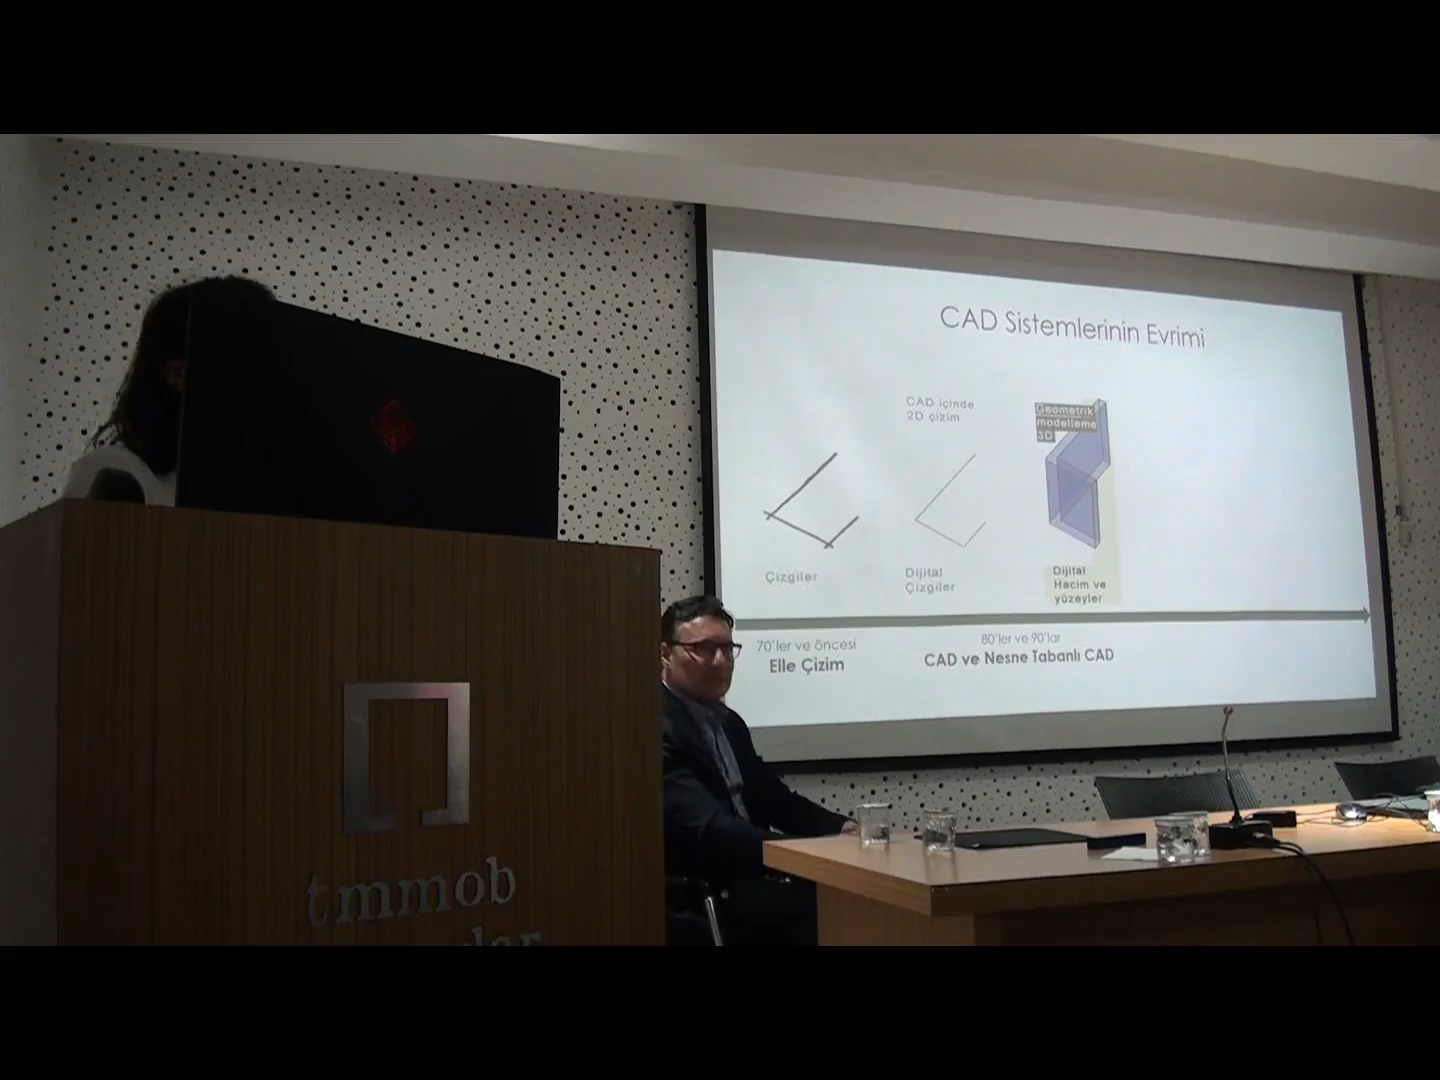 CAD Sistemlerinin Evrimi
CAD içinde
2D çizim
Geometrik
modelleme
3D
Çizgiler
Dijital
Çizgiler
Dijital
Hacim ve
yüzeyler
70'ler ve öncesi
Elle Çizim
80'ler ve 90'lar
CAD ve Nesne Tabanlı CAD
tmmob